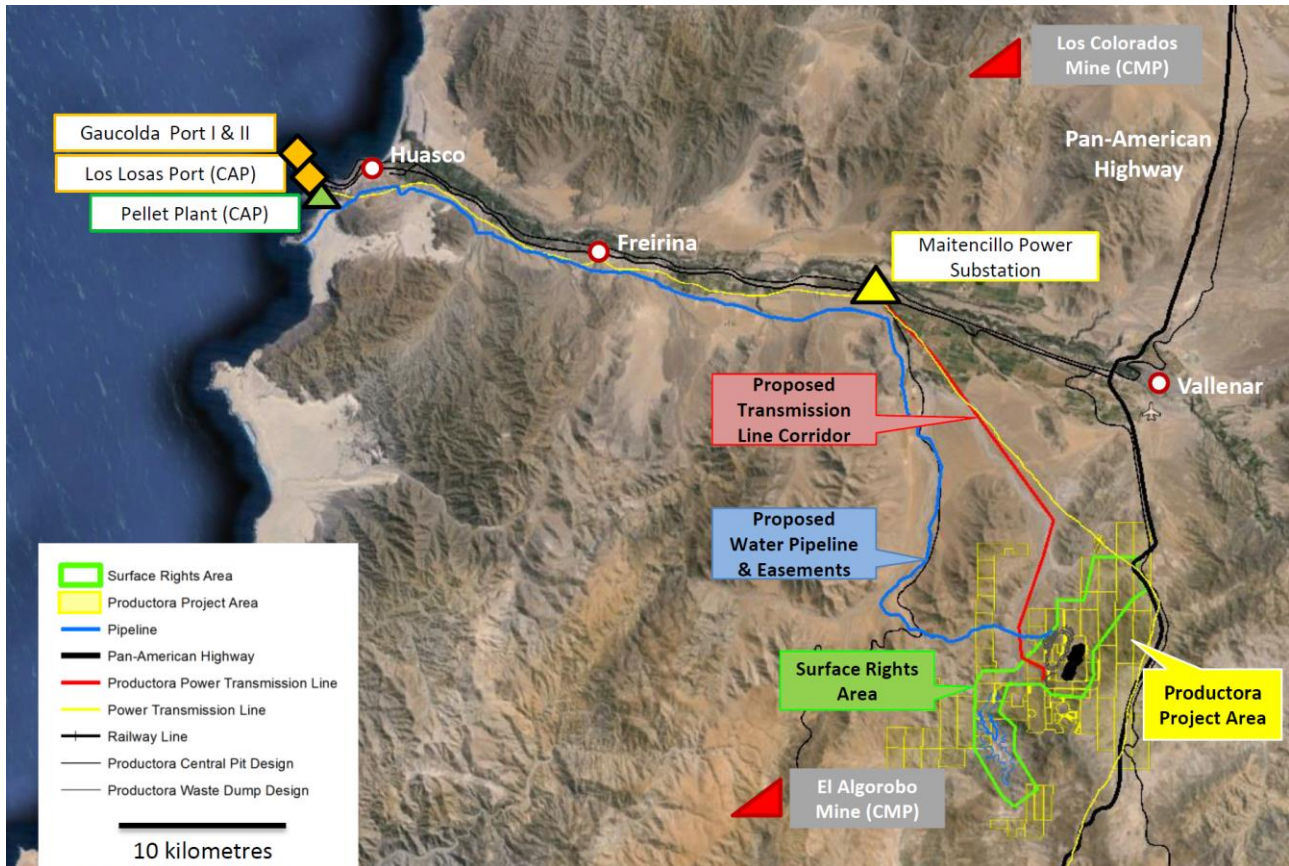 Los Colorados
Mine (CMP)
Pan-American
Highway
Gaucolda Port I & II
Los Losas Port (CAP)
Pellet Plant (CAP)
Huasco
Freirina
Maitencillo Power
Substation
Vallenar
Proposed
Transmission
Line Corridor
Proposed
Water Pipeline
& Easements
Surface Rights
Area
Productora
Project Area
El Algorobo
Mine (CMP)
Surface Rights Area
Productora Project Area
Pipeline
Pan-American Highway
Productora Power Transmission Line
Power Transmission Line
Railway Line
Productora Central Pit Design
Productora Waste Dump Design
10 kilometres